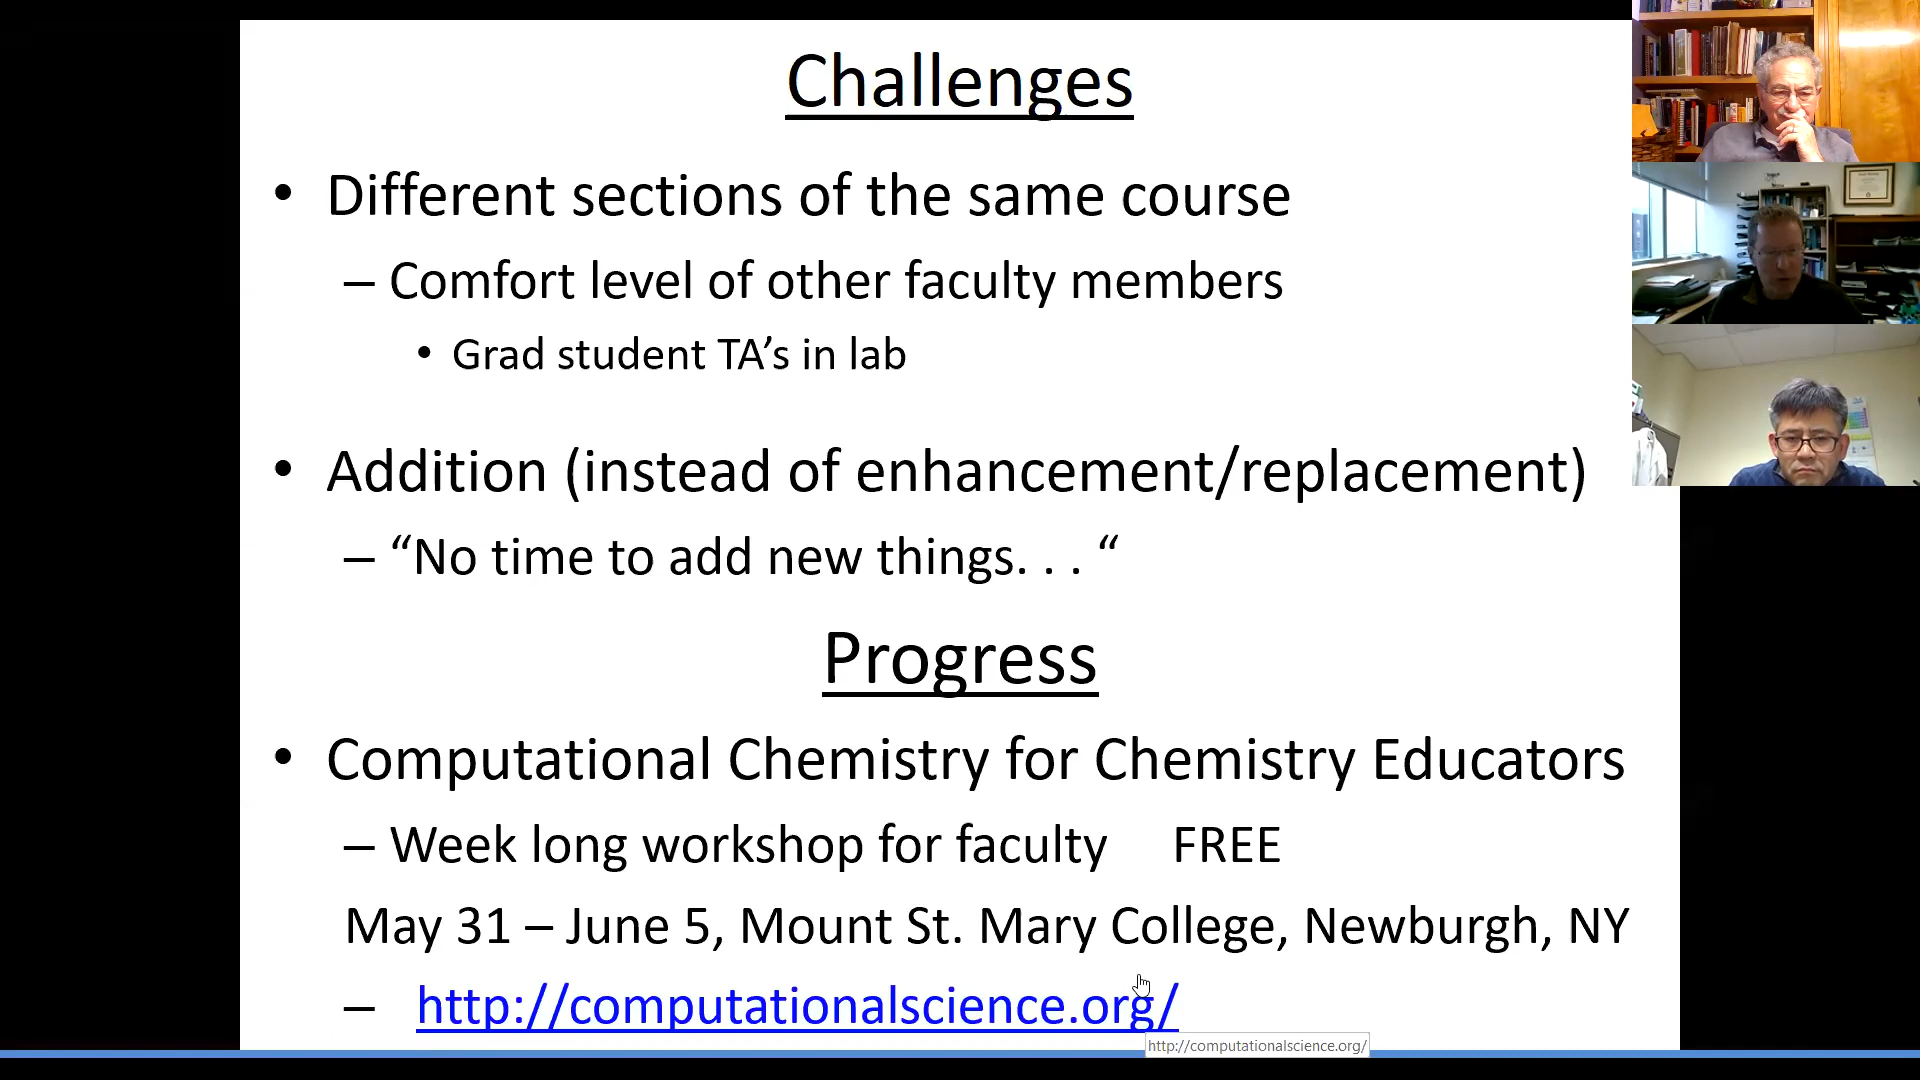 Challenges
• Different sections of the same course
– Comfort level of other faculty members
• Grad student TA’s in lab
• Addition (instead of enhancement/replacement)
– “No time to add new things. . . “
Progress
• Computational Chemistry for Chemistry Educators
– Week long workshop for faculty FREE
May 31 – June 5, Mount St. Mary College, Newburgh, NY
– http://computationalscience.org/
http://computationalscience.org/